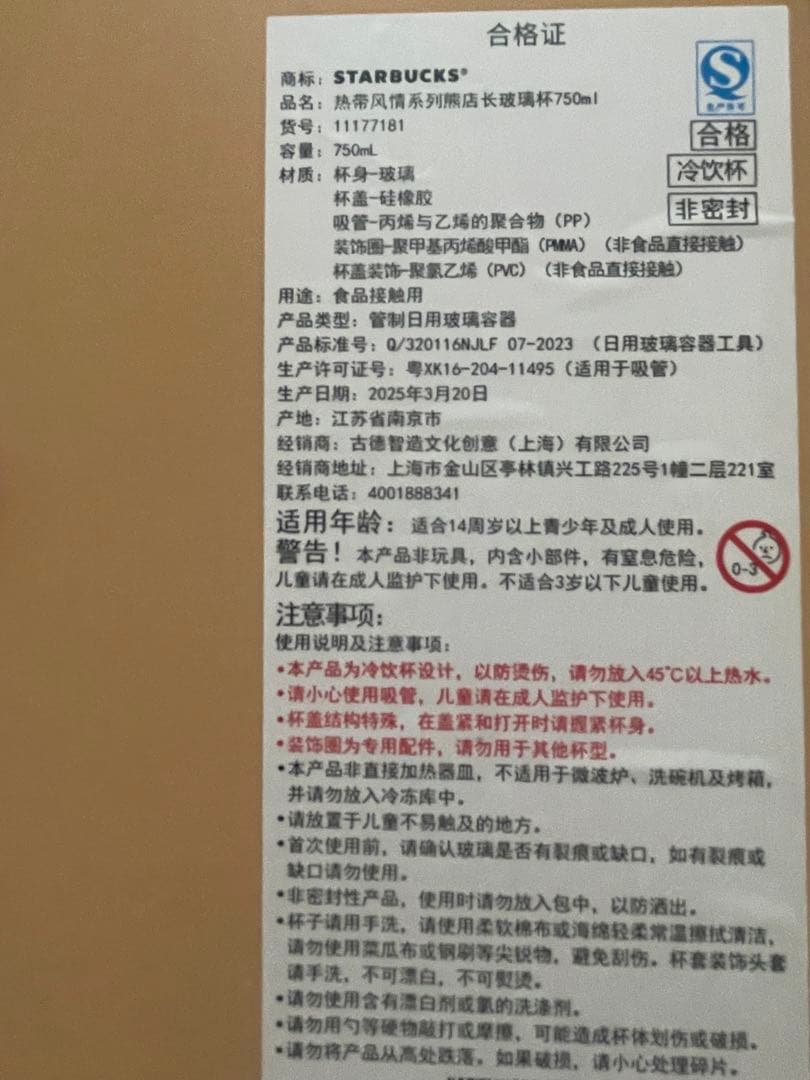 合格证
商标：STARBUCKS®
品名：热带风情系列熊店长玻璃杯750ml
生产许可
货号：11177181
合格
容量：750mL
冷饮杯
材质：杯身-玻璃
杯盖-硅橡胶
非密封
吸管-丙烯与乙烯的聚合物（PP）
装饰圈-聚甲基丙烯酸甲酯（PMMA）（非食品直接接触）
杯盖装饰-聚氯乙烯（PVC）（非食品直接接触）
用途：食品接触用
产品类型：管制日用玻璃容器
产品标准号：Q/320116NJLF 07-2023 （日用玻璃容器工具）
生产许可证号：粤XK16-204-11495（适用于吸管）
生产日期：2025年3月20日
产地：江苏省南京市
经销商：古德智造文化创意（上海）有限公司
经销商地址：上海市金山区亭林镇兴工路225号1幢二层221室
联系电话：4001888341
适用年龄：适合14周岁以上青少年及成人使用。
警告！本产品非玩具，内含小部件，有窒息危险，
0-3
儿童请在成人监护下使用。不适合3岁以下儿童使用。
注意事项：
使用说明及注意事项：
•本产品为冷饮杯设计，以防烫伤，请勿放入45℃以上热水。
•请小心使用吸管，儿童请在成人监护下使用。
•杯盖结构特殊，在盖紧和打开时请握紧杯身。
•装饰圈为专用配件，请勿用于其他杯型。
•本产品非直接加热器皿，不适用于微波炉、洗碗机及烤箱，
并请勿放入冷冻库中。
•请放置于儿童不易触及的地方。
•首次使用前，请确认玻璃是否有裂痕或缺口，如有裂痕或
缺口请勿使用。
•非密封性产品，使用时请勿放入包中，以防洒出。
•杯子请用手洗，请使用柔软棉布或海绵轻柔常温擦拭清洁，
请勿使用菜瓜布或钢刷等尖锐物，避免刮伤。杯套装饰头套
请手洗，不可漂白，不可熨烫。
•请勿使用含有漂白剂或氯的洗涤剂。
•请勿用勺等硬物敲打或摩擦，可能造成杯体划伤或破损。
•请勿将产品从高处跌落。如果破损，请小心处理碎片。